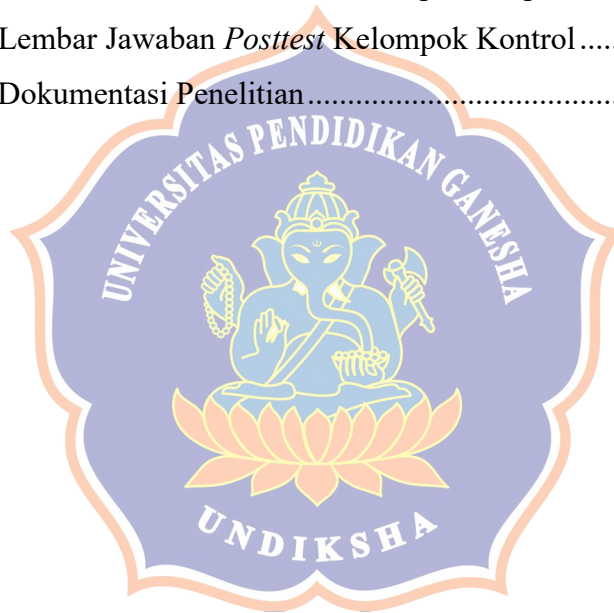 Lembar Jawaban Posttest Kelompok Kontrol.....
Dokumentasi Penelitian....................................
UNIVERSITAS PENDIDIKAN GANESHA
UNDIKSHA